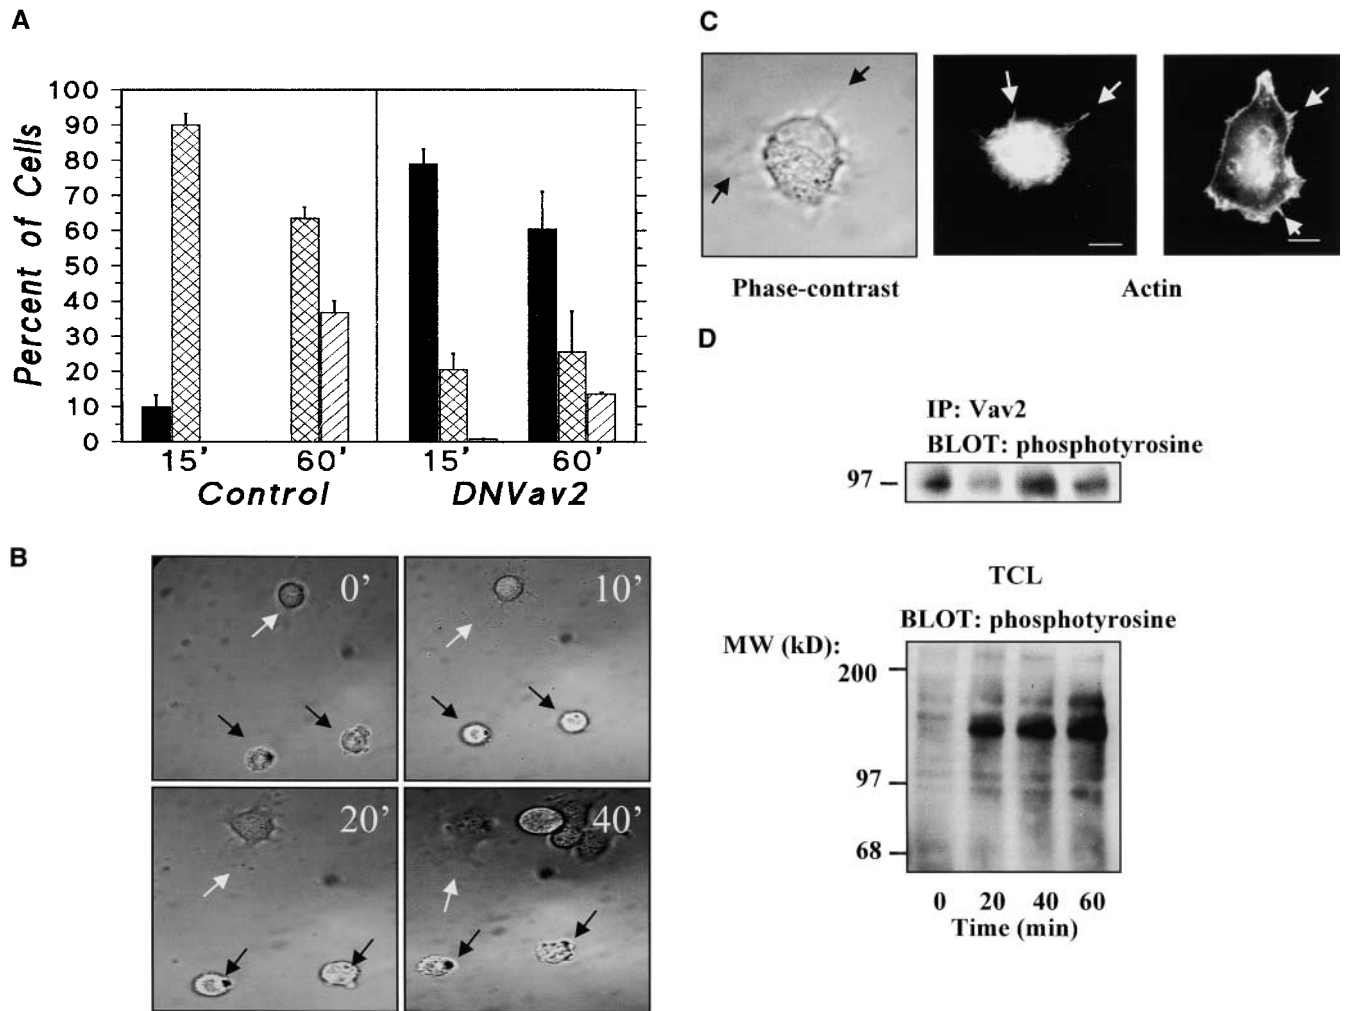 A
Percent of Cells
100
90
80
70
60
50
40
30
20
10
0
15' 60' 15' 60'
Control DNVav2
B
0’ 10’
20’ 40’
C
Phase-contrast Actin
D
IP: Vav2
BLOT: phosphotyrosine
97
TCL
BLOT: phosphotyrosine
MW (kD):
200
97
68
0 20 40 60
Time (min)